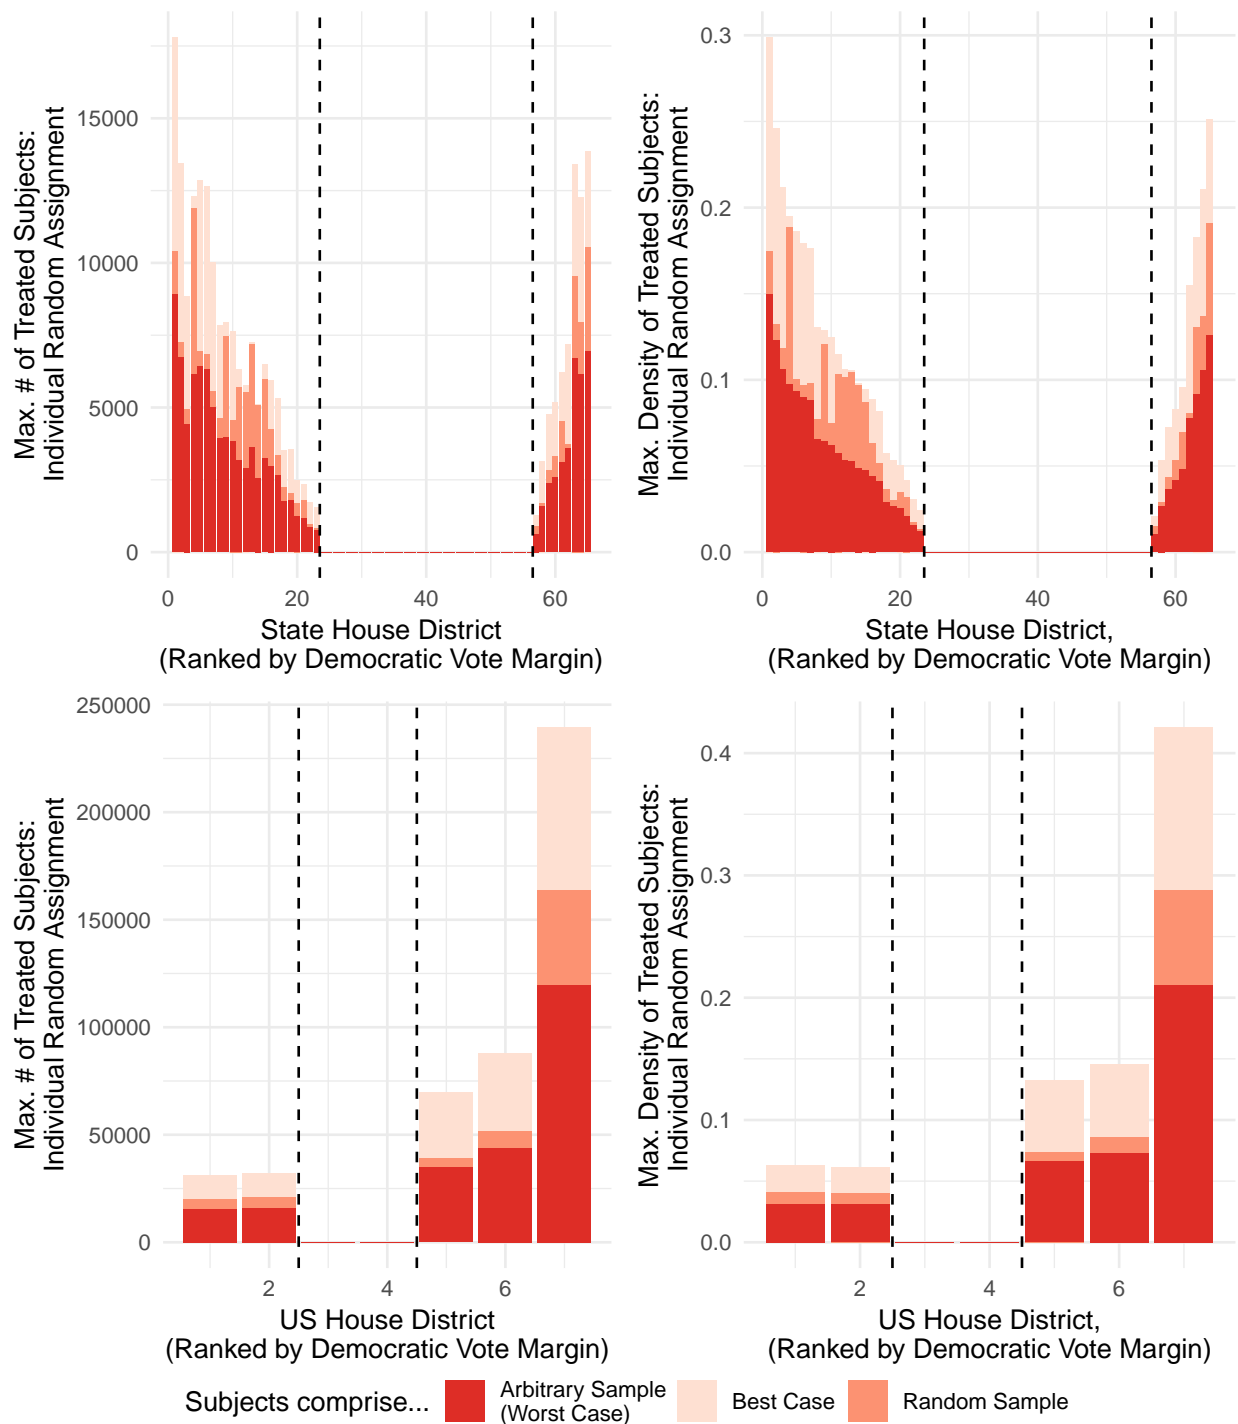 Max. # of Treated Subjects:
Individual Random Assignment
15000
10000
5000
0
0
20
40
60
State House District
(Ranked by Democratic Vote Margin)
Max. Density of Treated Subjects:
Individual Random Assignment
0.3
0.2
0.1
0.0
0
20
40
60
State House District,
(Ranked by Democratic Vote Margin)
Max. # of Treated Subjects:
Individual Random Assignment
250000
200000
150000
100000
50000
0
2
4
6
US House District
(Ranked by Democratic Vote Margin)
Max. Density of Treated Subjects:
Individual Random Assignment
0.4
0.3
0.2
0.1
0.0
2
4
6
US House District,
(Ranked by Democratic Vote Margin)
Subjects comprise...
Arbitrary Sample
(Worst Case)
Best Case
Random Sample